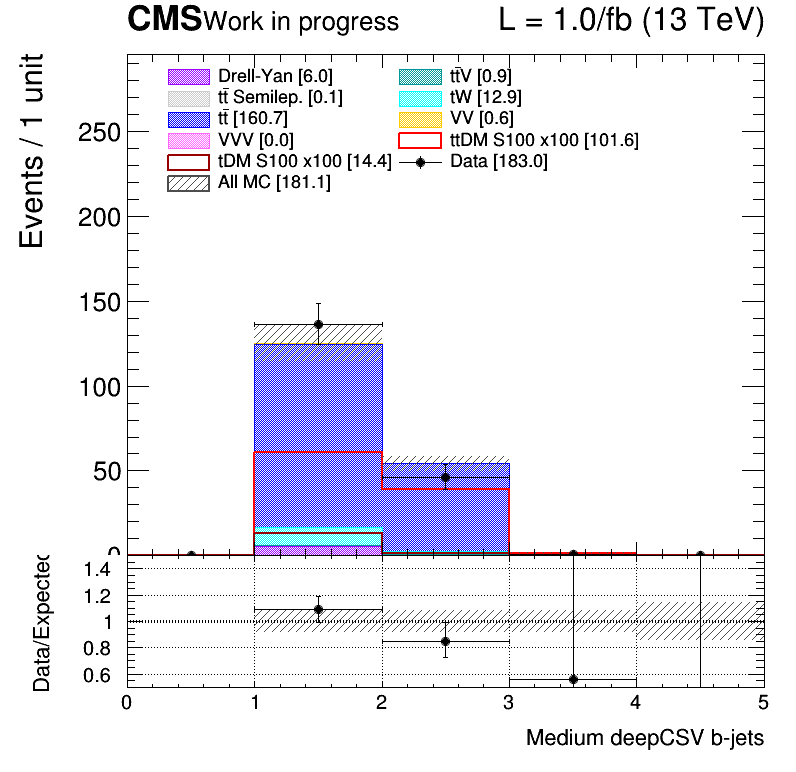 CMS Work in progress L = 1.0/fb (13 TeV)
Drell-Yan [6.0] tt̄V [0.9]
tt̄ Semilep. [0.1] tW [12.9]
tt̄ [160.7] VV [0.6]
VVV [0.0] ttDM S100 x100 [101.6]
tDM S100 x100 [14.4] Data [183.0]
All MC [181.1]
Events / 1 unit
250
200
150
100
50
0
Data/Expected
1.4
1.2
1
0.8
0.6
0 1 2 3 4 5
Medium deepCSV b-jets